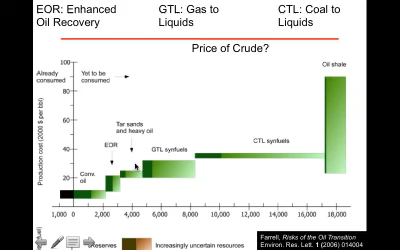 EOR: Enhanced
Oil Recovery
GTL: Gas to
Liquids
CTL: Coal to
Liquids
Price of Crude?
Already
consumed
Yet to be
consumed
Oil shale
Tar sands
and heavy oil
EOR
Conv.
oil
GTL synfuels
CTL synfuels
Production cost (2000 $ per bbl)
100
80
60
40
20
1,000
0
2,000
4,000
6,000
8,000
10,000
12,000
14,000
16,000
18,000
Reserves
Increasingly uncertain resources
Farrell, Risks of the Oil Transition
Environ. Res. Lett. 1 (2006) 014004